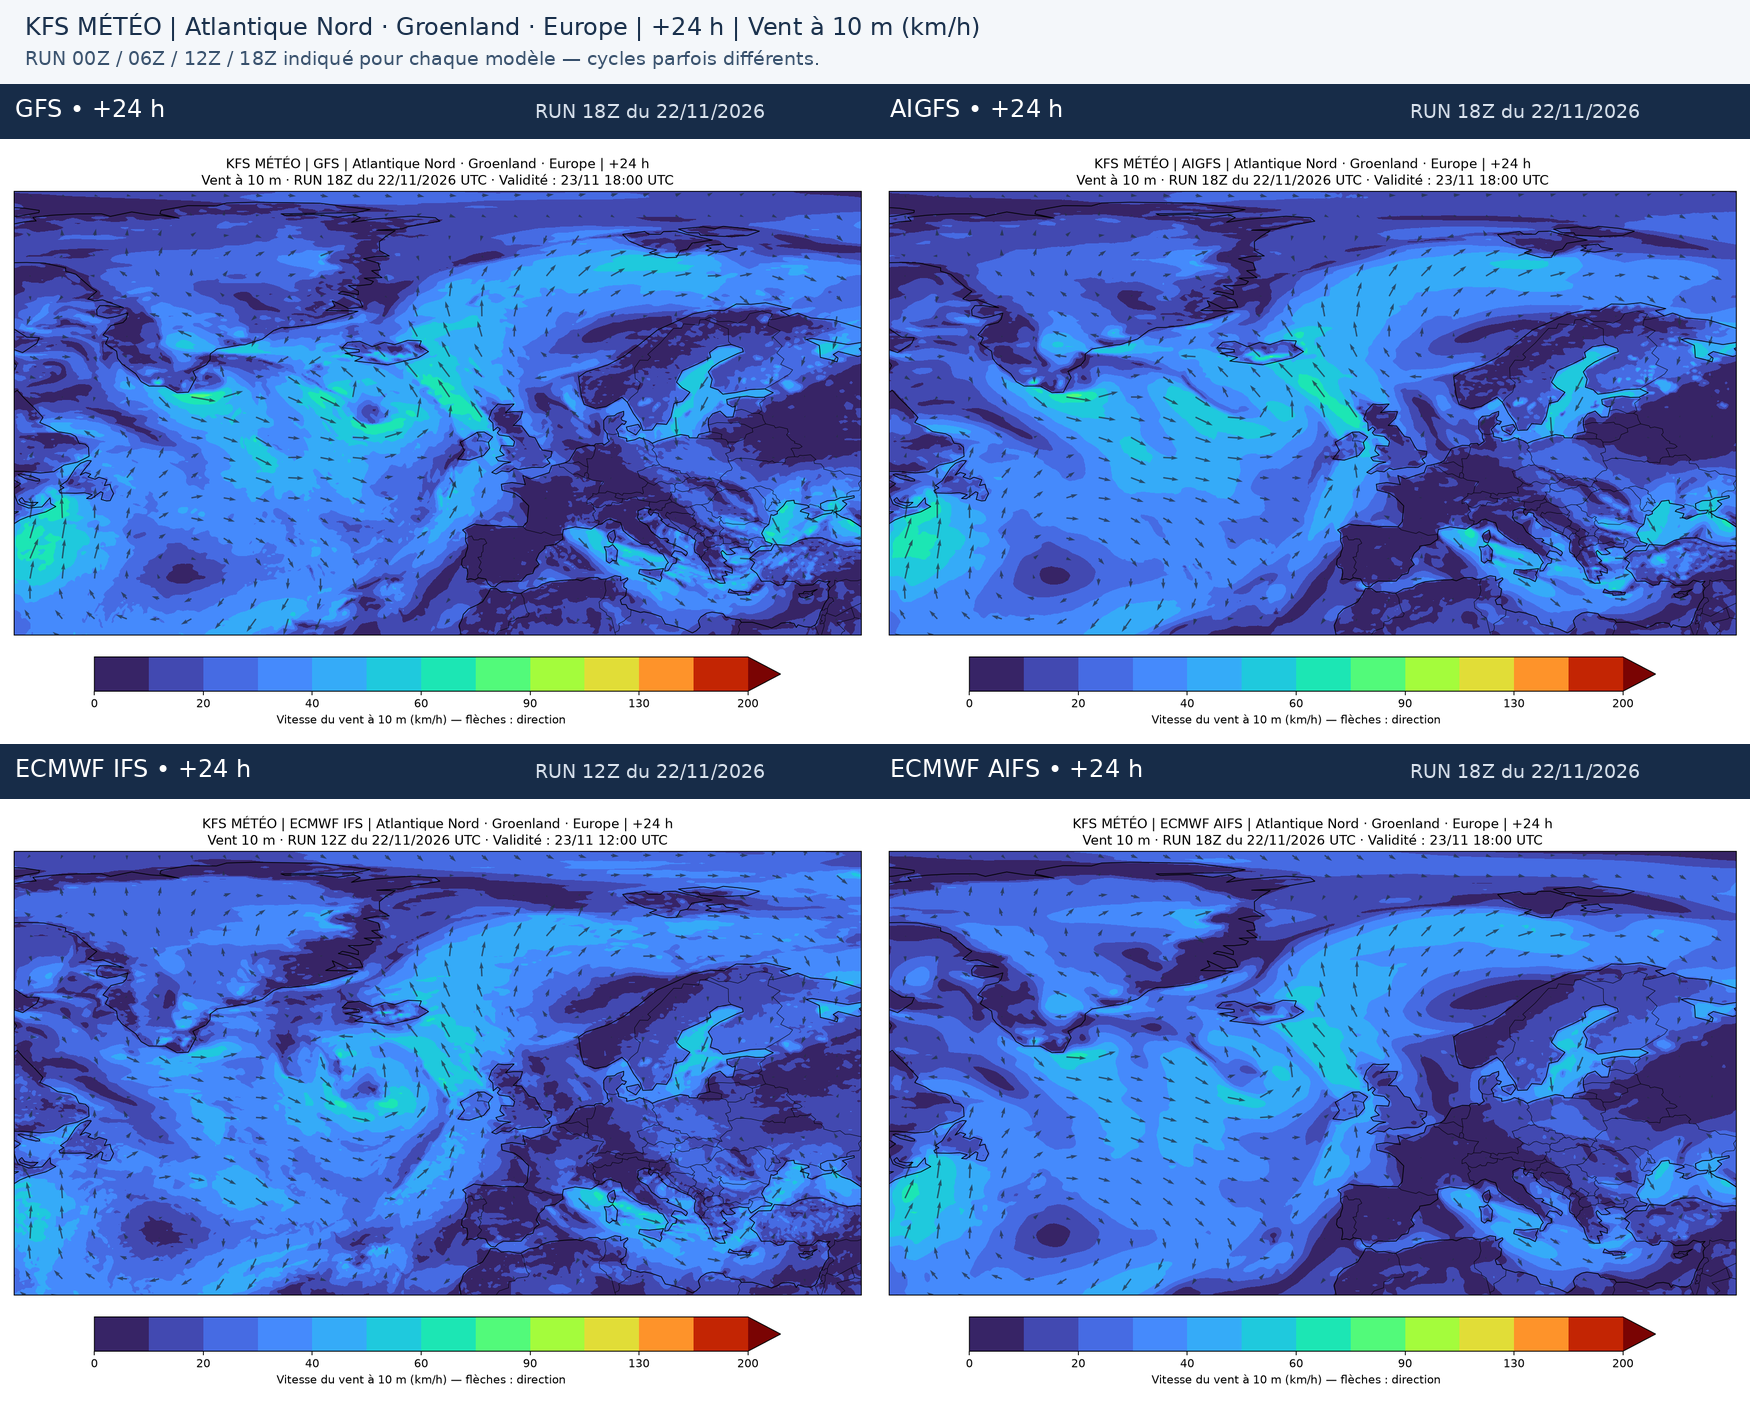 KFS MÉTÉO | Atlantique Nord · Groenland · Europe | +24 h | Vent à 10 m (km/h)
RUN 00Z / 06Z / 12Z / 18Z indiqué pour chaque modèle — cycles parfois différents.
GFS • +24 h
RUN 18Z du 22/11/2026
KFS MÉTÉO | GFS | Atlantique Nord · Groenland · Europe | +24 h
Vent à 10 m · RUN 18Z du 22/11/2026 UTC · Validité : 23/11 18:00 UTC
0 20 40 60 90 130 200
Vitesse du vent à 10 m (km/h) — flèches : direction
AIGFS • +24 h
RUN 18Z du 22/11/2026
KFS MÉTÉO | AIGFS | Atlantique Nord · Groenland · Europe | +24 h
Vent à 10 m · RUN 18Z du 22/11/2026 UTC · Validité : 23/11 18:00 UTC
0 20 40 60 90 130 200
Vitesse du vent à 10 m (km/h) — flèches : direction
ECMWF IFS • +24 h
RUN 12Z du 22/11/2026
KFS MÉTÉO | ECMWF IFS | Atlantique Nord · Groenland · Europe | +24 h
Vent 10 m · RUN 12Z du 22/11/2026 UTC · Validité : 23/11 12:00 UTC
0 20 40 60 90 130 200
Vitesse du vent à 10 m (km/h) — flèches : direction
ECMWF AIFS • +24 h
RUN 18Z du 22/11/2026
KFS MÉTÉO | ECMWF AIFS | Atlantique Nord · Groenland · Europe | +24 h
Vent 10 m · RUN 18Z du 22/11/2026 UTC · Validité : 23/11 18:00 UTC
0 20 40 60 90 130 200
Vitesse du vent à 10 m (km/h) — flèches : direction